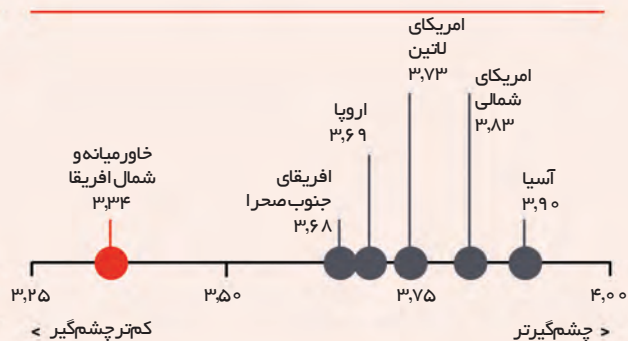 امریکای
لاتین
۳,۷۳
امریکای
شمالی
۳,۸۳
اروپا
۳,۶۹
خاورمیانه و
شمال افریقا
۳,۳۴
افریقای
جنوب صحرا
۳,۶۸
آسیا
۳,۹۰
۳,۲۵ ۳,۵۰ ۳,۷۵ ۴,۰۰
< کم‌تر چشم‌گیر چشم‌گیرتر >